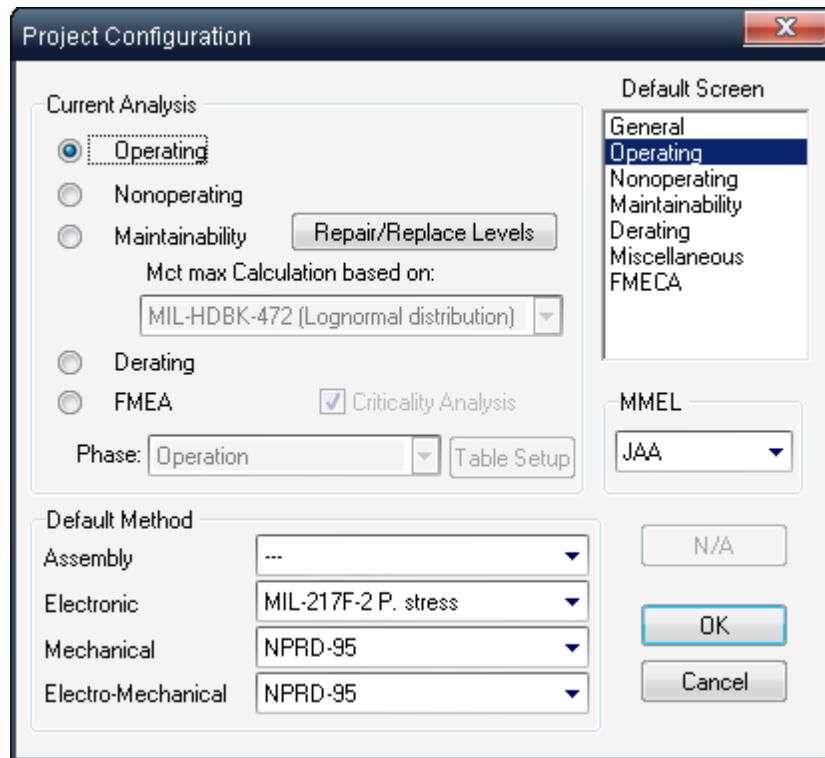 Project Configuration
Current Analysis
Operating
Nonoperating
Maintainability
Repair/Replace Levels
Mct max Calculation based on:
MIL-HDBK-472 (Lognormal distribution)
Derating
FMEA
Criticality Analysis
Phase:
Operation
Table Setup
Default Screen
General
Operating
Nonoperating
Maintainability
Derating
Miscellaneous
FMECA
MMEL
JAA
Default Method
Assembly
---
Electronic
MIL-217F-2 P. stress
Mechanical
NPRD-95
Electro-Mechanical
NPRD-95
N/A
OK
Cancel